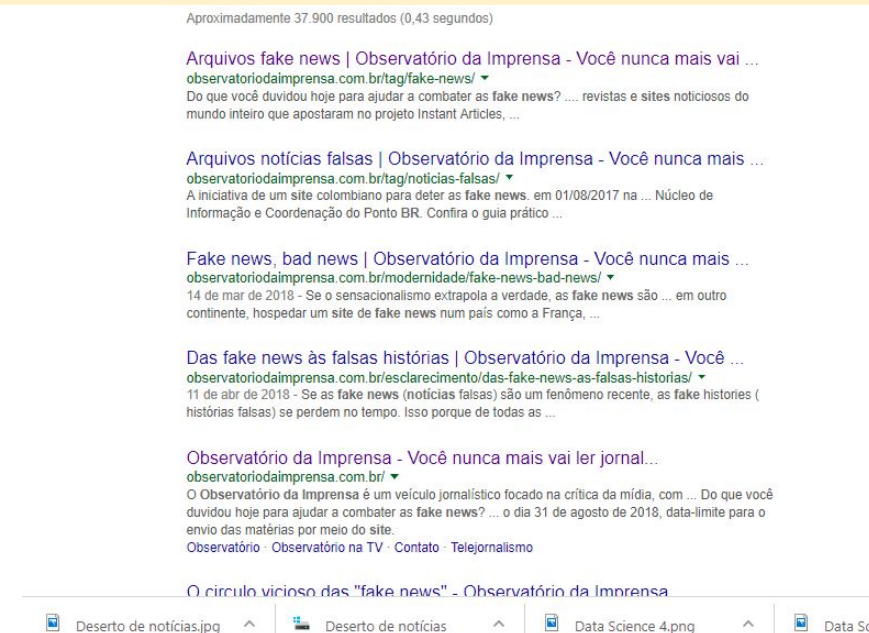 Aproximadamente 37.900 resultados (0,43 segundos)
Arquivos fake news | Observatório da Imprensa - Você nunca mais vai ...
observatoriodaimprensa.com.br/tag/fake-news/
Do que você duvidou hoje para ajudar a combater as fake news? .... revistas e sites noticiosos do
mundo inteiro que apostaram no projeto Instant Articles, ...
Arquivos notícias falsas | Observatório da Imprensa - Você nunca mais ...
observatoriodaimprensa.com.br/tag/noticias-falsas/
A iniciativa de um site colombiano para deter as fake news. em 01/08/2017 na ... Núcleo de
Informação e Coordenação do Ponto BR. Confira o guia prático ...
Fake news, bad news | Observatório da Imprensa - Você nunca mais ...
observatoriodaimprensa.com.br/modernidade/fake-news-bad-news/
14 de mar de 2018 - Se o sensacionalismo extrapola a verdade, as fake news são ... em outro
continente, hospedar um site de fake news num país como a França, ...
Das fake news às falsas histórias | Observatório da Imprensa - Você ...
observatoriodaimprensa.com.br/esclarecimento/das-fake-news-as-falsas-historias/
11 de abr de 2018 - Se as fake news (notícias falsas) são um fenômeno recente, as fake histories (
histórias falsas) se perdem no tempo. Isso porque de todas as ...
Observatório da Imprensa - Você nunca mais vai ler jornal...
observatoriodaimprensa.com.br/
O Observatório da Imprensa é um veículo jornalístico focado na crítica da mídia, com ... Do que você
duvidou hoje para ajudar a combater as fake news? ... o dia 31 de agosto de 2018, data-limite para o
envio das matérias por meio do site.
Observatório · Observatório na TV · Contato · Telejornalismo
O circulo vicioso das "fake news" - Observatório da Imprensa
Deserto de notícias.jpg
Deserto de notícias
Data Science 4.png
Data Sc